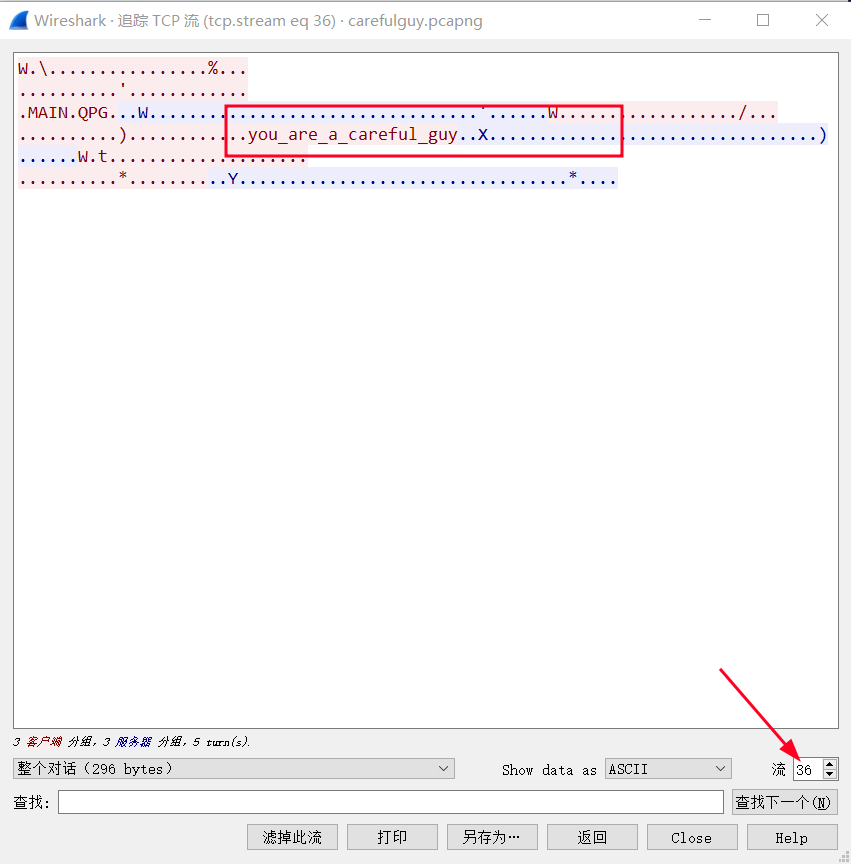 Wireshark · 追踪 TCP 流 (tcp.stream eq 36) · carefulguy.pcapng
W.\................%...
..........'............
.MAIN.QPG...W.................................'......W................../...
..........)............you_are_a_careful_guy..X.................................)
......W.t....................
..........*...........Y.................................*....
3 客户端 分组, 3 服务器 分组, 5 turn(s).
整个对话 (296 bytes)
Show data as
ASCII
流
36
查找:
查找下一个(N)
滤掉此流
打印
另存为…
返回
Close
Help